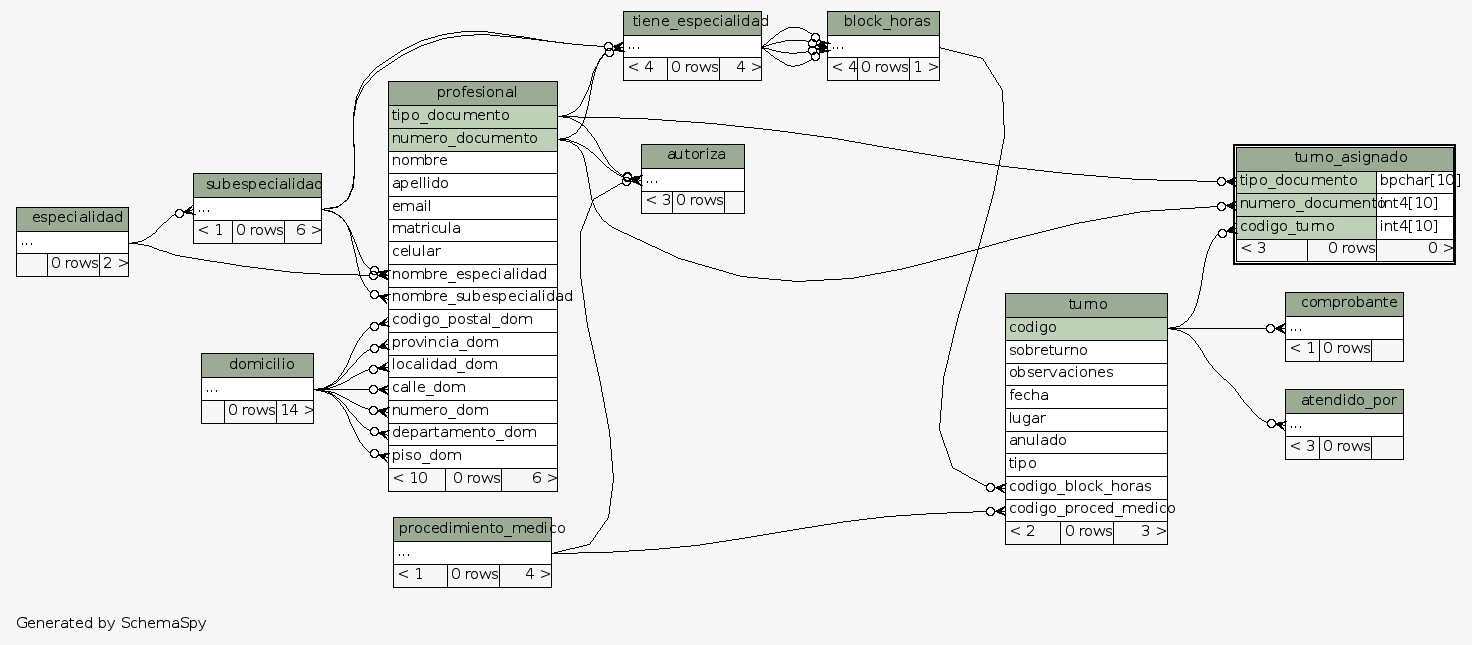 tiene_especialidad
...
< 4 0 rows 4 >
block_horas
...
< 4 0 rows 1 >
profesional
tipo_documento
numero_documento
nombre
apellido
email
matricula
celular
nombre_especialidad
nombre_subespecialidad
codigo_postal_dom
provincia_dom
localidad_dom
calle_dom
numero_dom
departamento_dom
piso_dom
< 10 0 rows 6 >
autoriza
...
< 3 0 rows
turno_asignado
tipo_documento bpchar[10]
numero_documento int4[10]
codigo_turno int4[10]
< 3 0 rows 0 >
subespecialidad
...
< 1 0 rows 6 >
especialidad
...
0 rows 2 >
domicilio
...
0 rows 14 >
turno
codigo
sobreturno
observaciones
fecha
lugar
anulado
tipo
codigo_block_horas
codigo_proced_medico
< 2 0 rows 3 >
comprobante
...
< 1 0 rows
atendido_por
...
< 3 0 rows
procedimiento_medico
...
< 1 0 rows 4 >
Generated by SchemaSpy